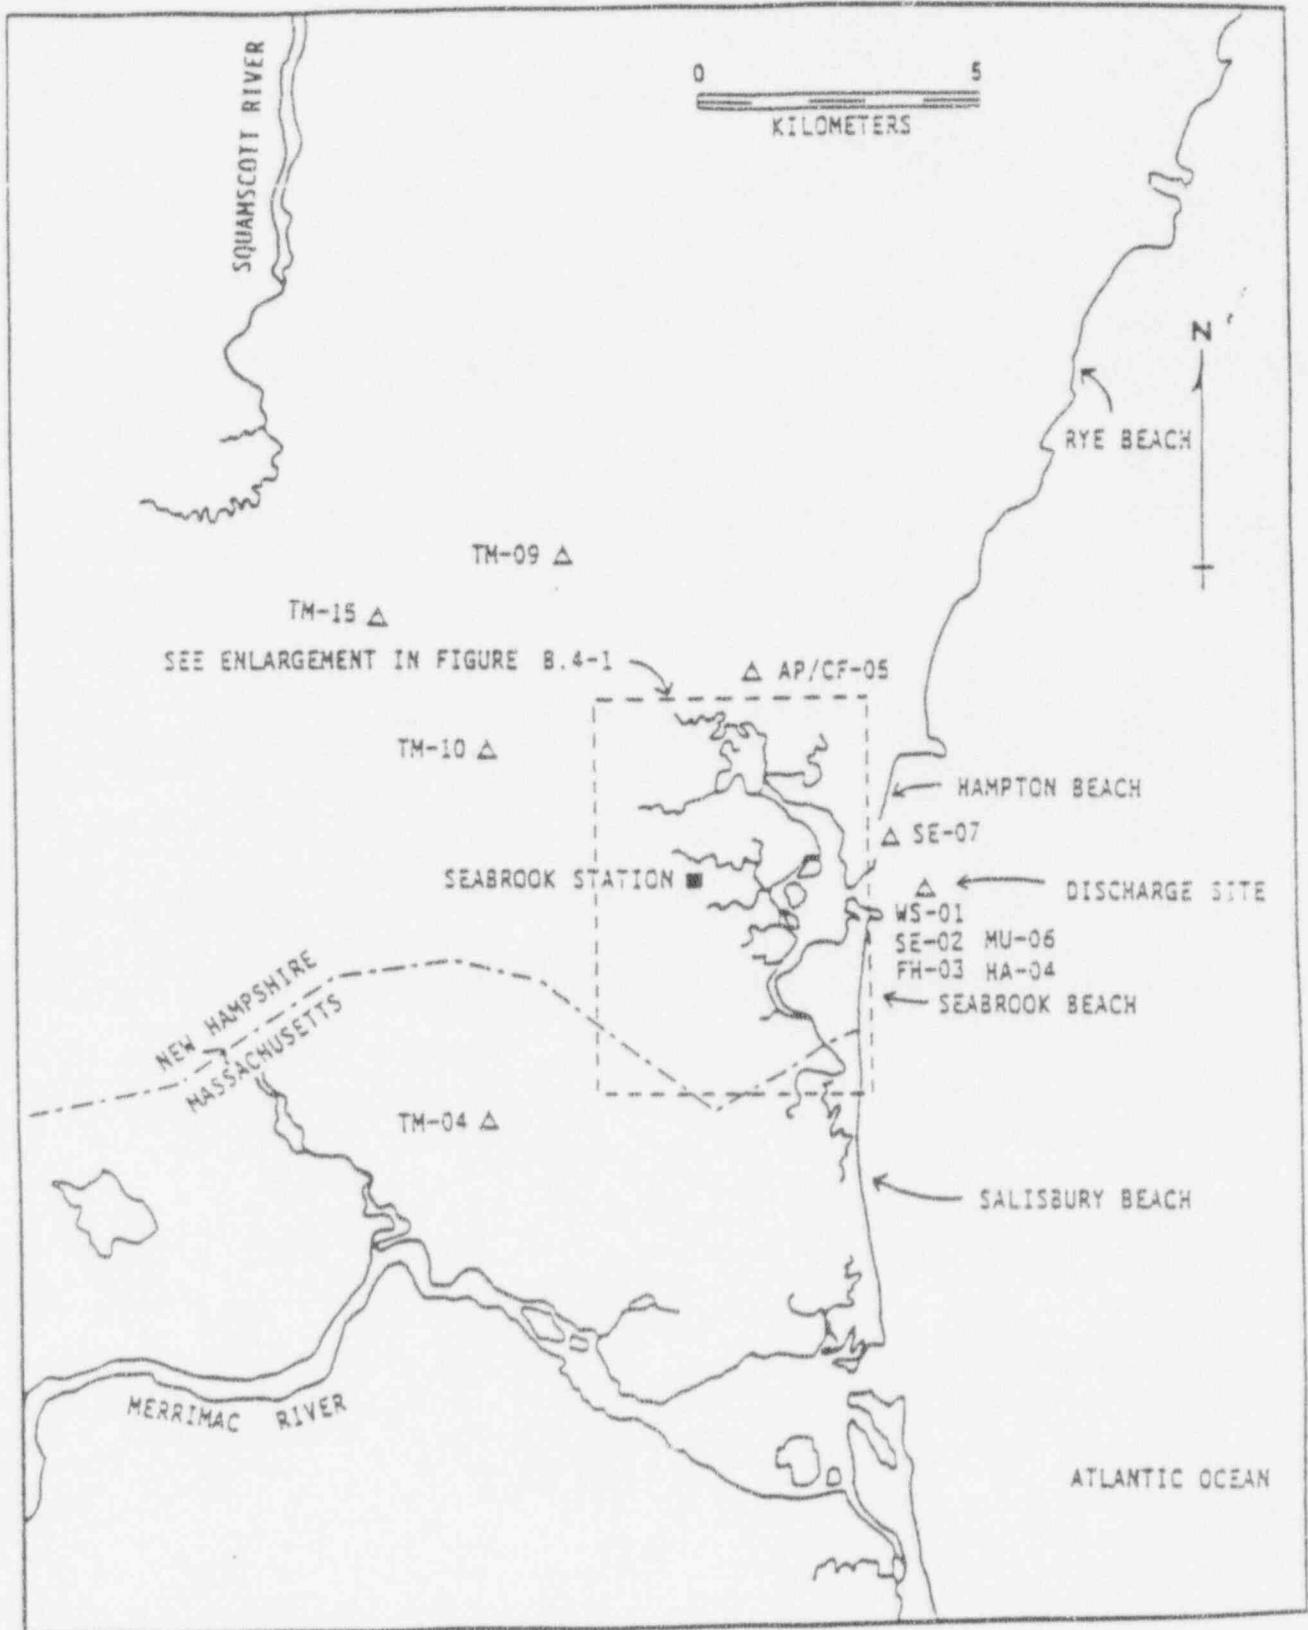 SQUAMSCOTT RIVER
0 5
KILOMETERS
N
RYE BEACH
TM-09
TM-15
SEE ENLARGEMENT IN FIGURE B.4-1
AP/CF-05
TM-10
HAMPTON BEACH
SE-07
SEABROOK STATION
DISCHARGE SITE
WS-01
SE-02 MU-06
FH-03 HA-04
SEABROOK BEACH
NEW HAMPSHIRE
MASSACHUSETTS
TM-04
SALISBURY BEACH
MERRIMAC RIVER
ATLANTIC OCEAN